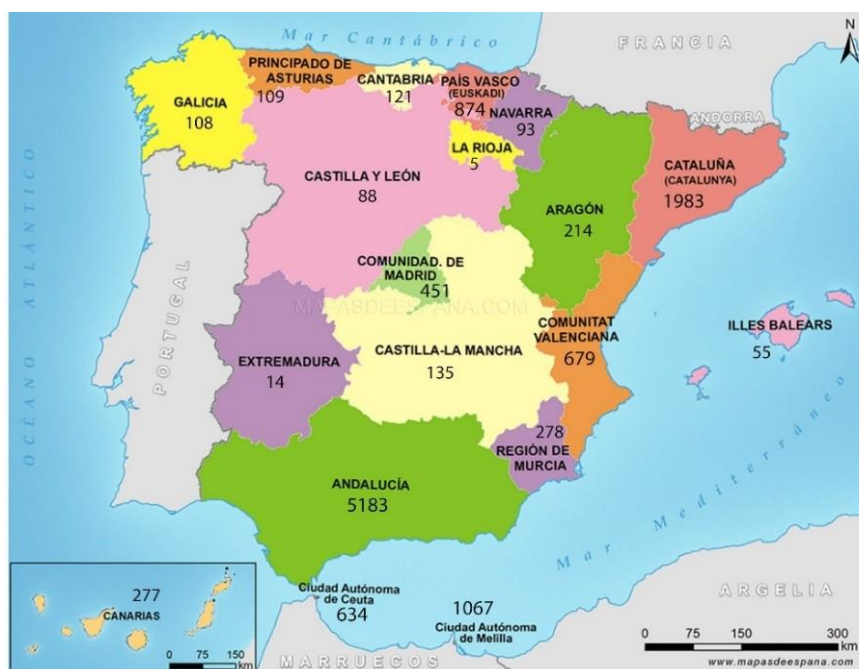 Mar Cantábrico
FRANCIA
N
PRINCIPADO DE
ASTURIAS
109
CANTABRIA
121
PAÍS VASCO
(EUSKADI)
874
NAVARRA
93
GALICIA
108
LA RIOJA
5
ANDORRA
CATALUÑA
(CATALUNYA)
1983
CASTILLA Y LEÓN
88
ARAGÓN
214
OCÉANO ATLÁNTICO
PORTUGAL
COMUNIDAD. DE
MADRID
451
MAPASDEESPANA.COM
COMUNITAT
VALENCIANA
679
ILLES BALEARS
55
EXTREMADURA
14
CASTILLA-LA MANCHA
135
278
REGIÓN DE
MURCIA
ANDALUCÍA
5183
Mar Mediterráneo
277
CANARIAS
0 75 150
km
Ciudad Autónoma
de Ceuta
634
1067
Ciudad Autónoma
de Melilla
MARRUECOS
ARGELIA
0 75 150 300
km
www.mapasdeespana.com